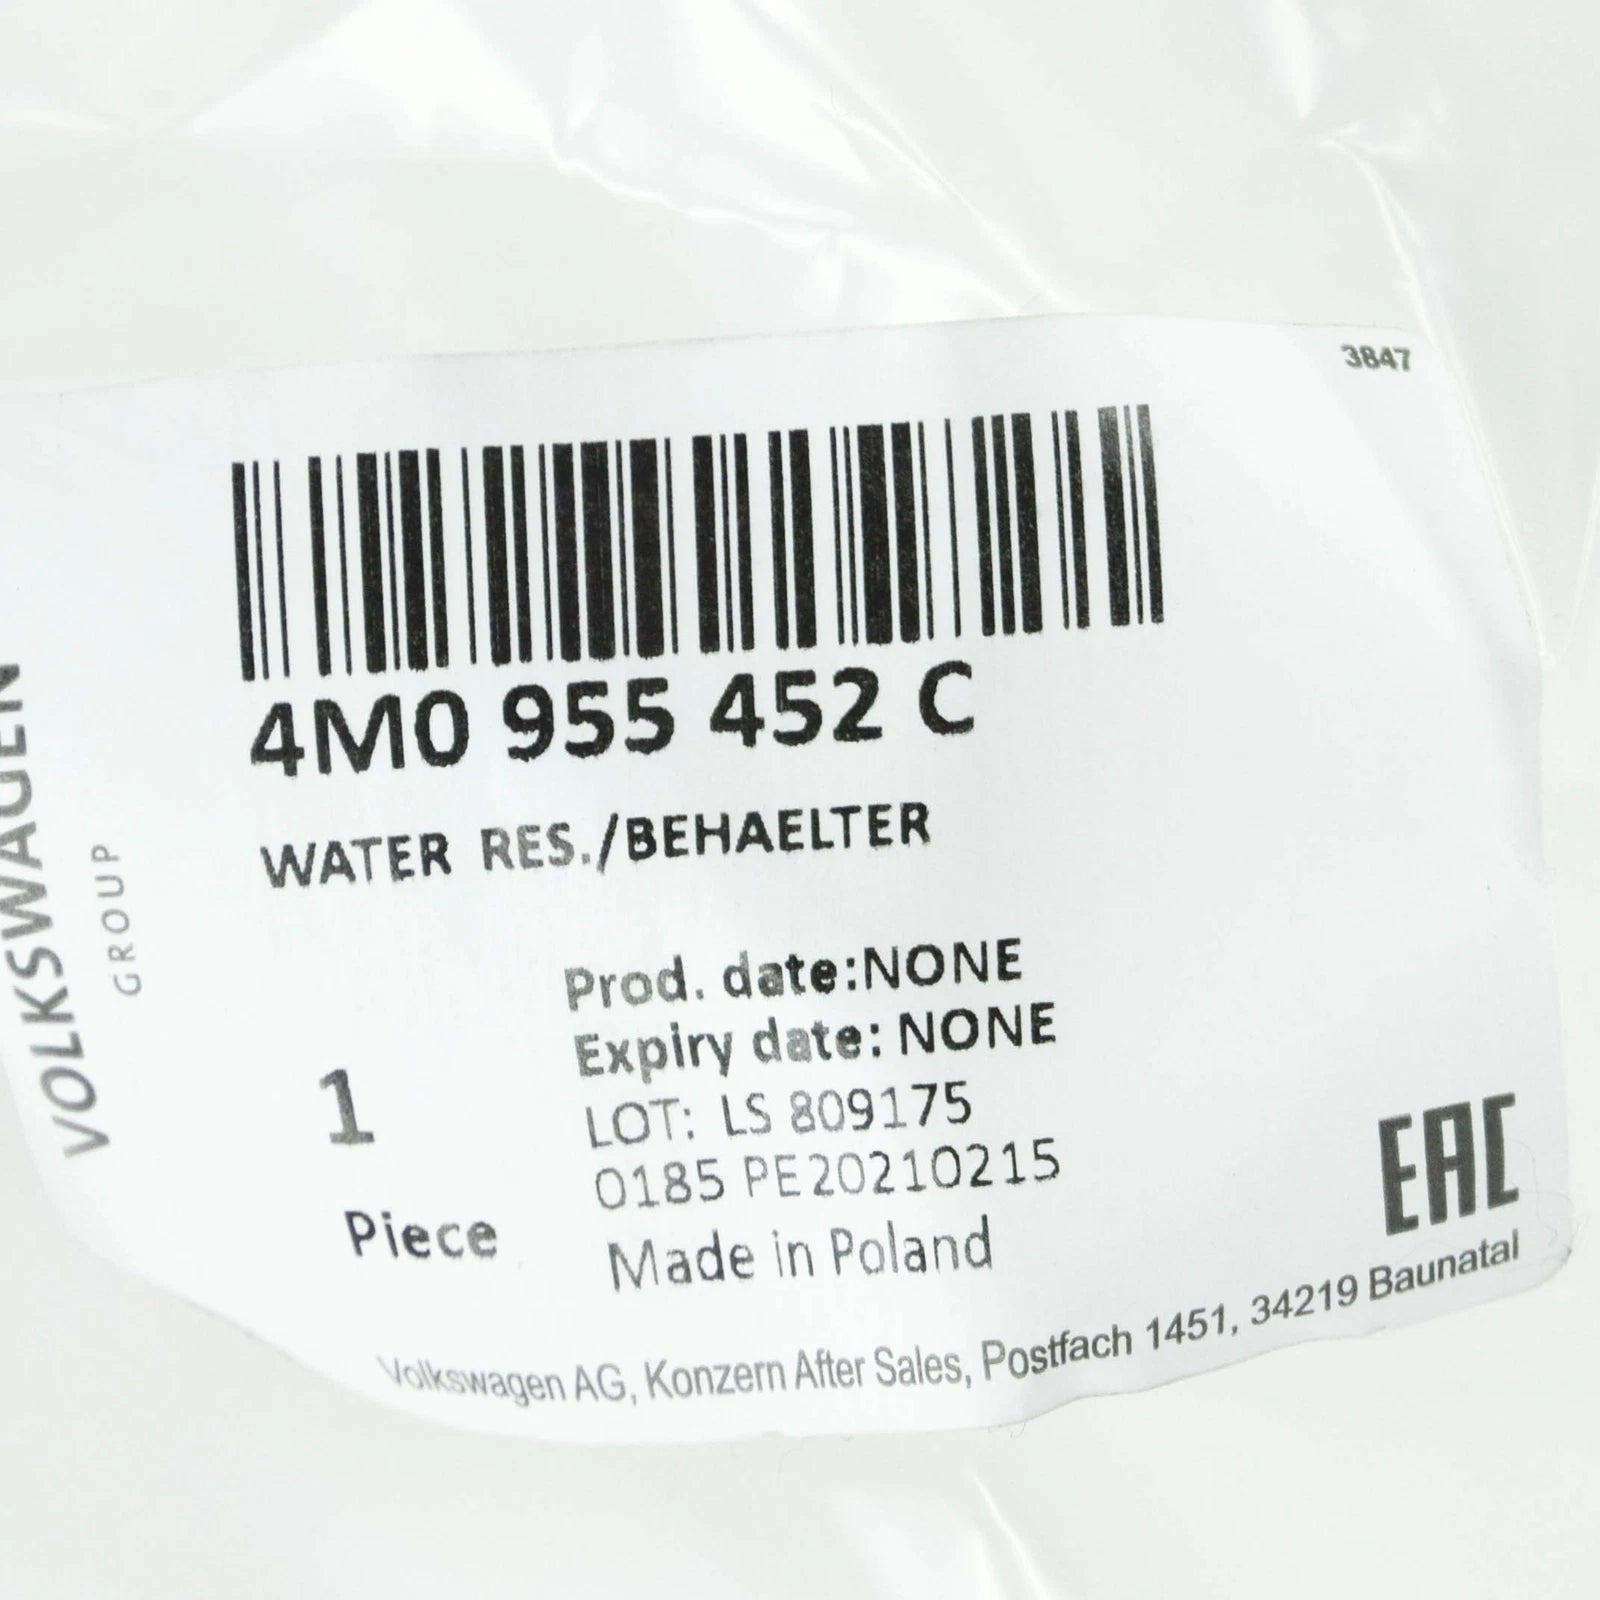 3847
4M0 955 452 C
WATER RES./BEHAELTER
VOLKSWAGEN
GROUP
Prod. date:NONE
Expiry date: NONE
1
LOT: LS 809175
0185 PE20210215
Piece
Made in Poland
EAC
Volkswagen AG, Konzern After Sales, Postfach 1451, 34219 Baunatal